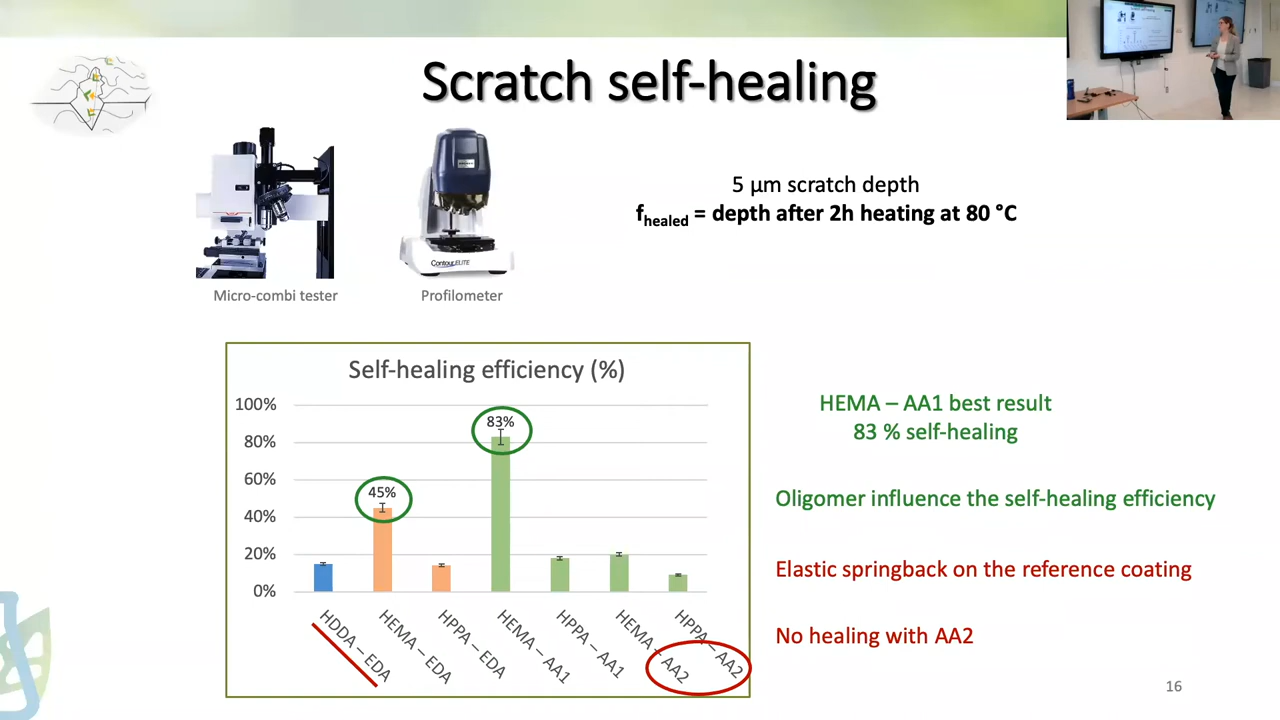 Scratch self-healing
5 µm scratch depth
fhealed = depth after 2h heating at 80 °C
ContourELITE
Micro-combi tester
Profilometer
Self-healing efficiency (%)
100%
80%
60%
40%
20%
0%
45%
83%
HDDA – EDA
HEMA – EDA
HPPA – EDA
HEMA – AA1
HPPA – AA1
HEMA – AA2
HPPA – AA2
HEMA – AA1 best result
83 % self-healing
Oligomer influence the self-healing efficiency
Elastic springback on the reference coating
No healing with AA2
16